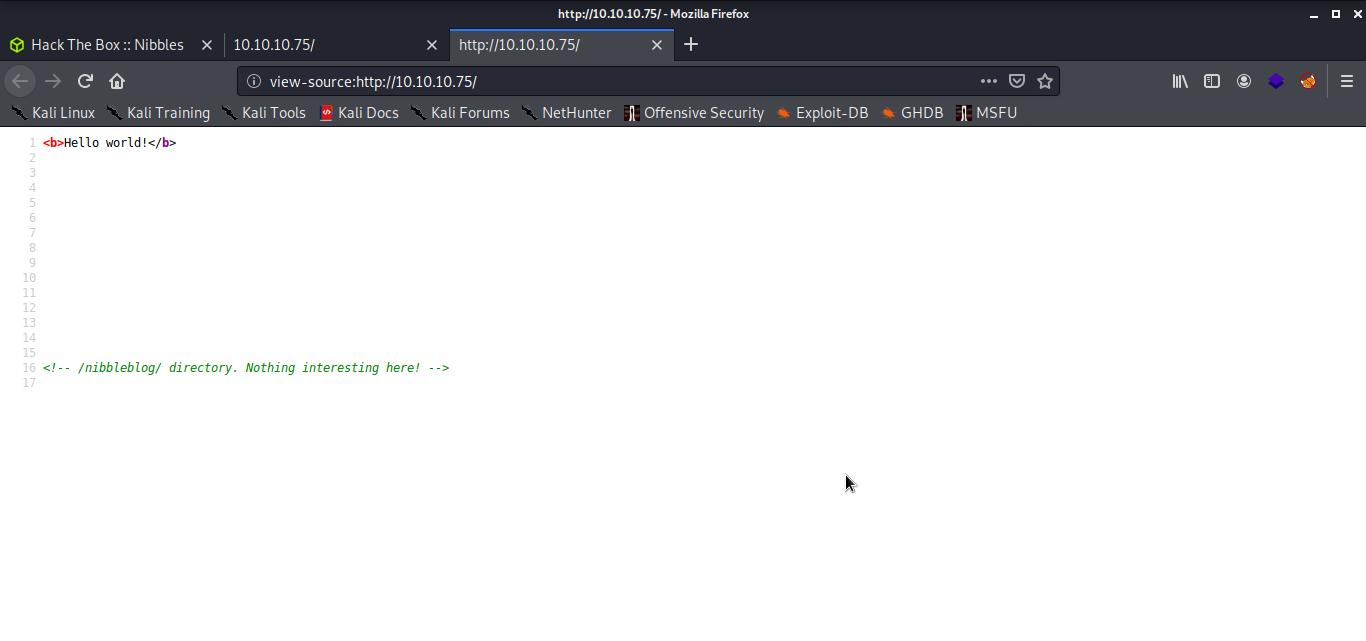 http://10.10.10.75/ - Mozilla Firefox
Hack The Box :: Nibbles
10.10.10.75/
http://10.10.10.75/
view-source:http://10.10.10.75/
Kali Linux Kali Training Kali Tools Kali Docs Kali Forums NetHunter Offensive Security Exploit-DB GHDB MSFU
1 <b>Hello world!</b>
2
3
4
5
6
7
8
9
10
11
12
13
14
15
16 <!-- /nibbleblog/ directory. Nothing interesting here! -->
17